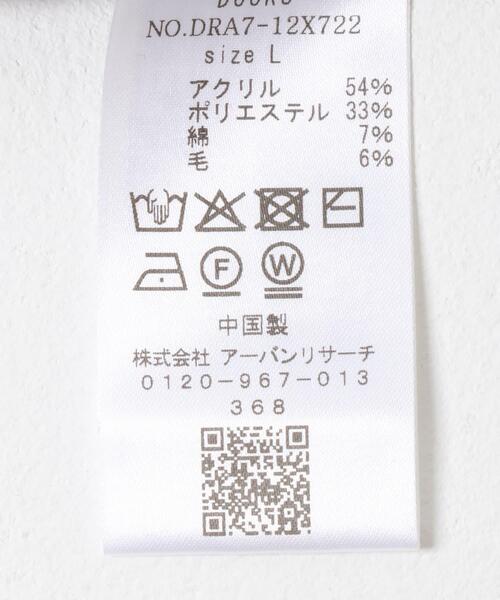 NO.DRA7-12X722
size L
アクリル 54%
ポリエステル 33%
綿 7%
毛 6%
F W
中国製
株式会社 アーバンリサーチ
0120-967-013
368